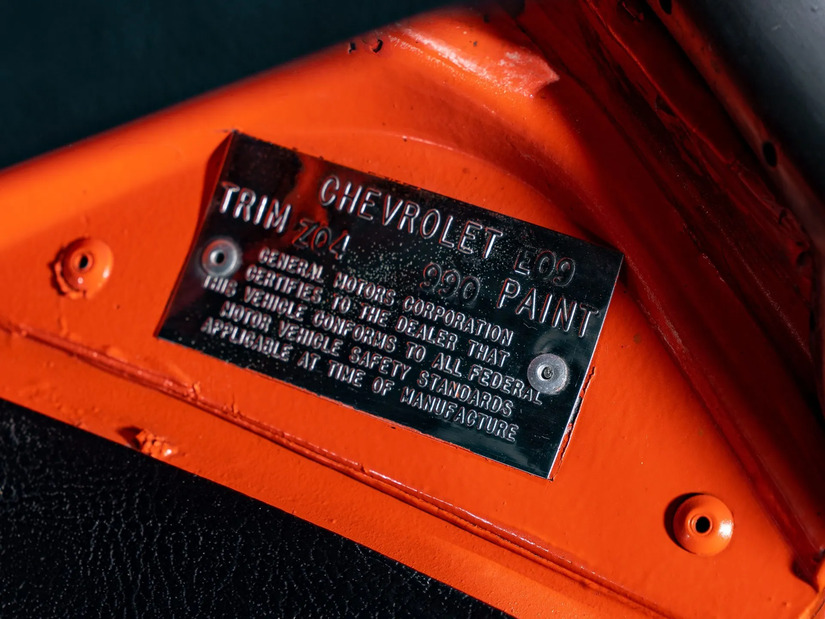 CHEVROLET E09
TRIM Z04 990 PAINT
GENERAL MOTORS CORPORATION
CERTIFIES TO THE DEALER THAT
THIS VEHICLE CONFORMS TO ALL FEDERAL
MOTOR VEHICLE SAFETY STANDARDS
APPLICABLE AT TIME OF MANUFACTURE